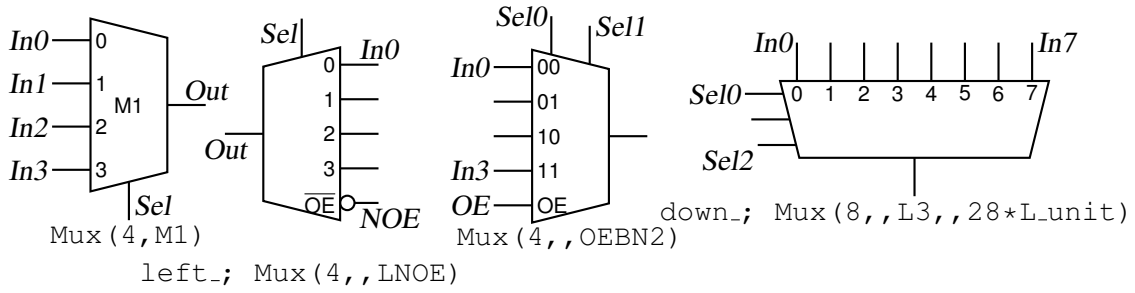 In0
In1
In2
In3
0
1
2
3
M1
Out
Sel
Mux(4,M1)
Sel
0
1
2
3
OE
In0
Out
NOE
left_; Mux(4,,LNOE)
Sel0
Sel1
In0
In3
OE
00
01
10
11
OE
Mux(4,,OEBN2)
In0
In7
Sel0
Sel2
0 1 2 3 4 5 6 7
down_; Mux(8,,L3,,28*L_unit)